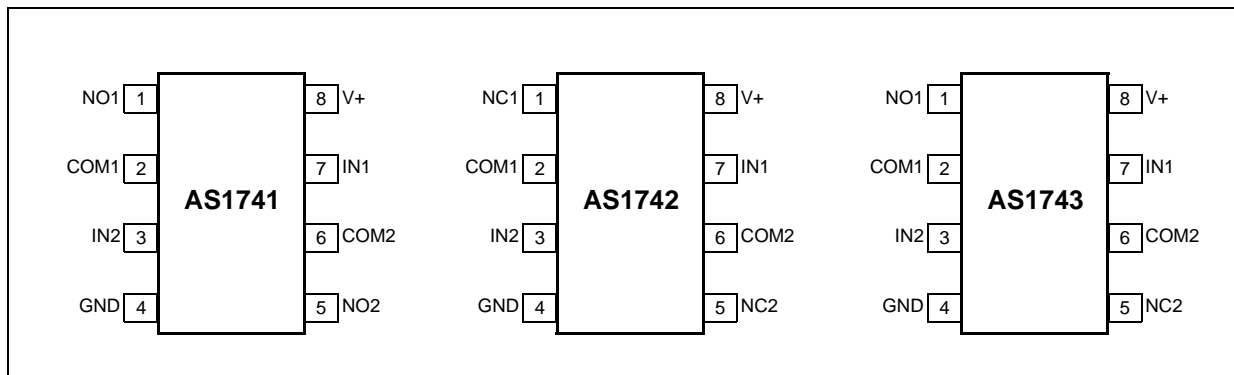 NO1 1 8 V+
COM1 2 7 IN1
AS1741
IN2 3 6 COM2
GND 4 5 NO2
NC1 1 8 V+
COM1 2 7 IN1
AS1742
IN2 3 6 COM2
GND 4 5 NC2
NO1 1 8 V+
COM1 2 7 IN1
AS1743
IN2 3 6 COM2
GND 4 5 NC2